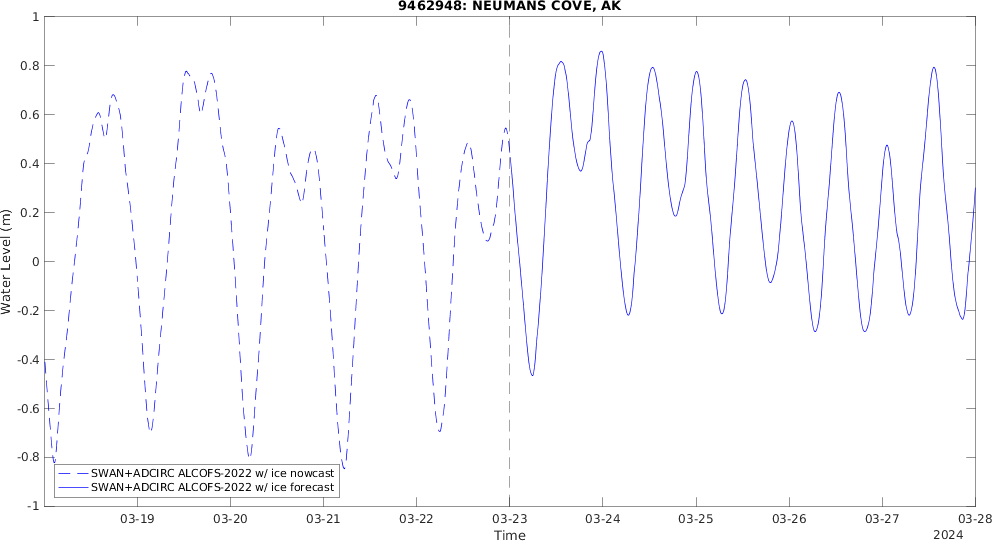 9462948: NEUMANS COVE, AK
Water Level (m)
1
0.8
0.6
0.4
0.2
0
-0.2
-0.4
-0.6
-0.8
-1
SWAN+ADCIRC ALCOFS-2022 w/ ice nowcast
SWAN+ADCIRC ALCOFS-2022 w/ ice forecast
03-19 03-20 03-21 03-22 03-23 03-24 03-25 03-26 03-27 03-28
Time
2024